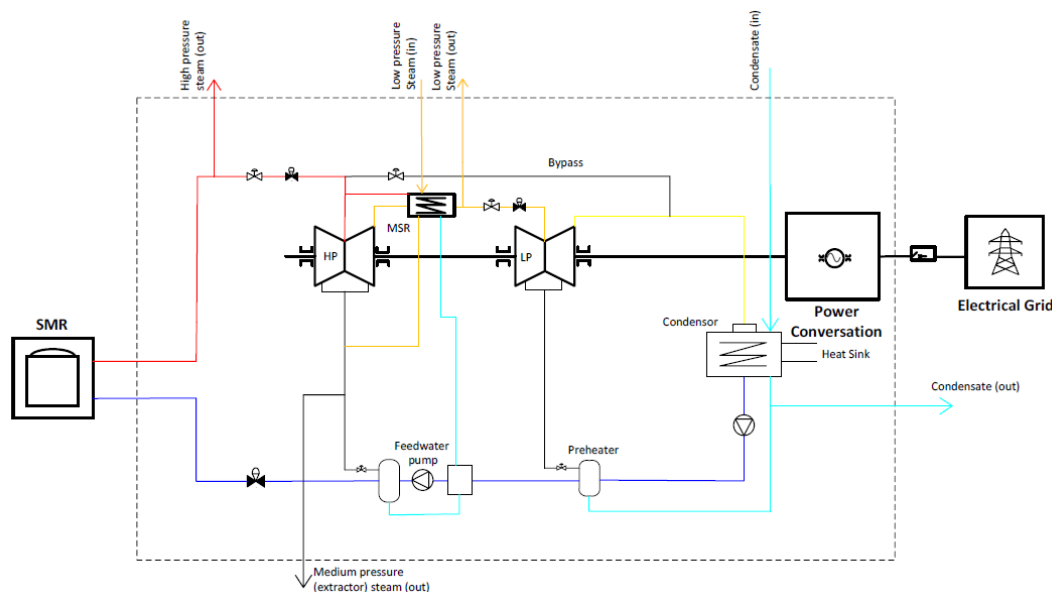 High pressure
steam (out)
Low pressure
Steam (in)
Low pressure
Steam (out)
Condensate (in)
Bypass
MSR
HP
LP
SMR
Power
Conversation
Electrical Grid
Condensor
Heat Sink
Condensate (out)
Feedwater
pump
Preheater
Medium pressure
(extractor) steam (out)